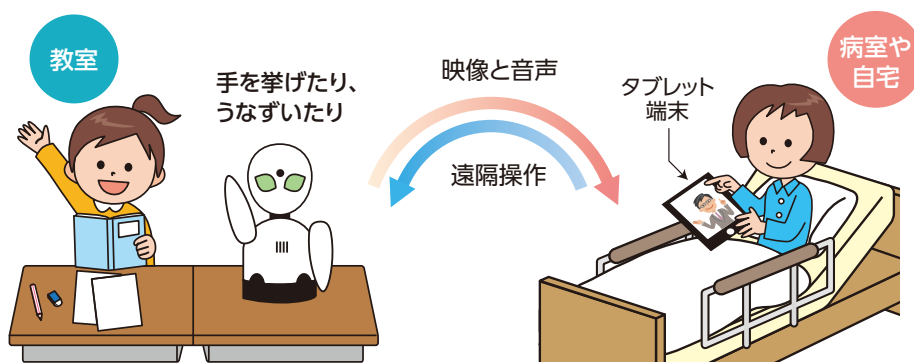 教室
手を挙げたり、
うなずいたり
映像と音声
遠隔操作
タブレット
端末
病室や
自宅